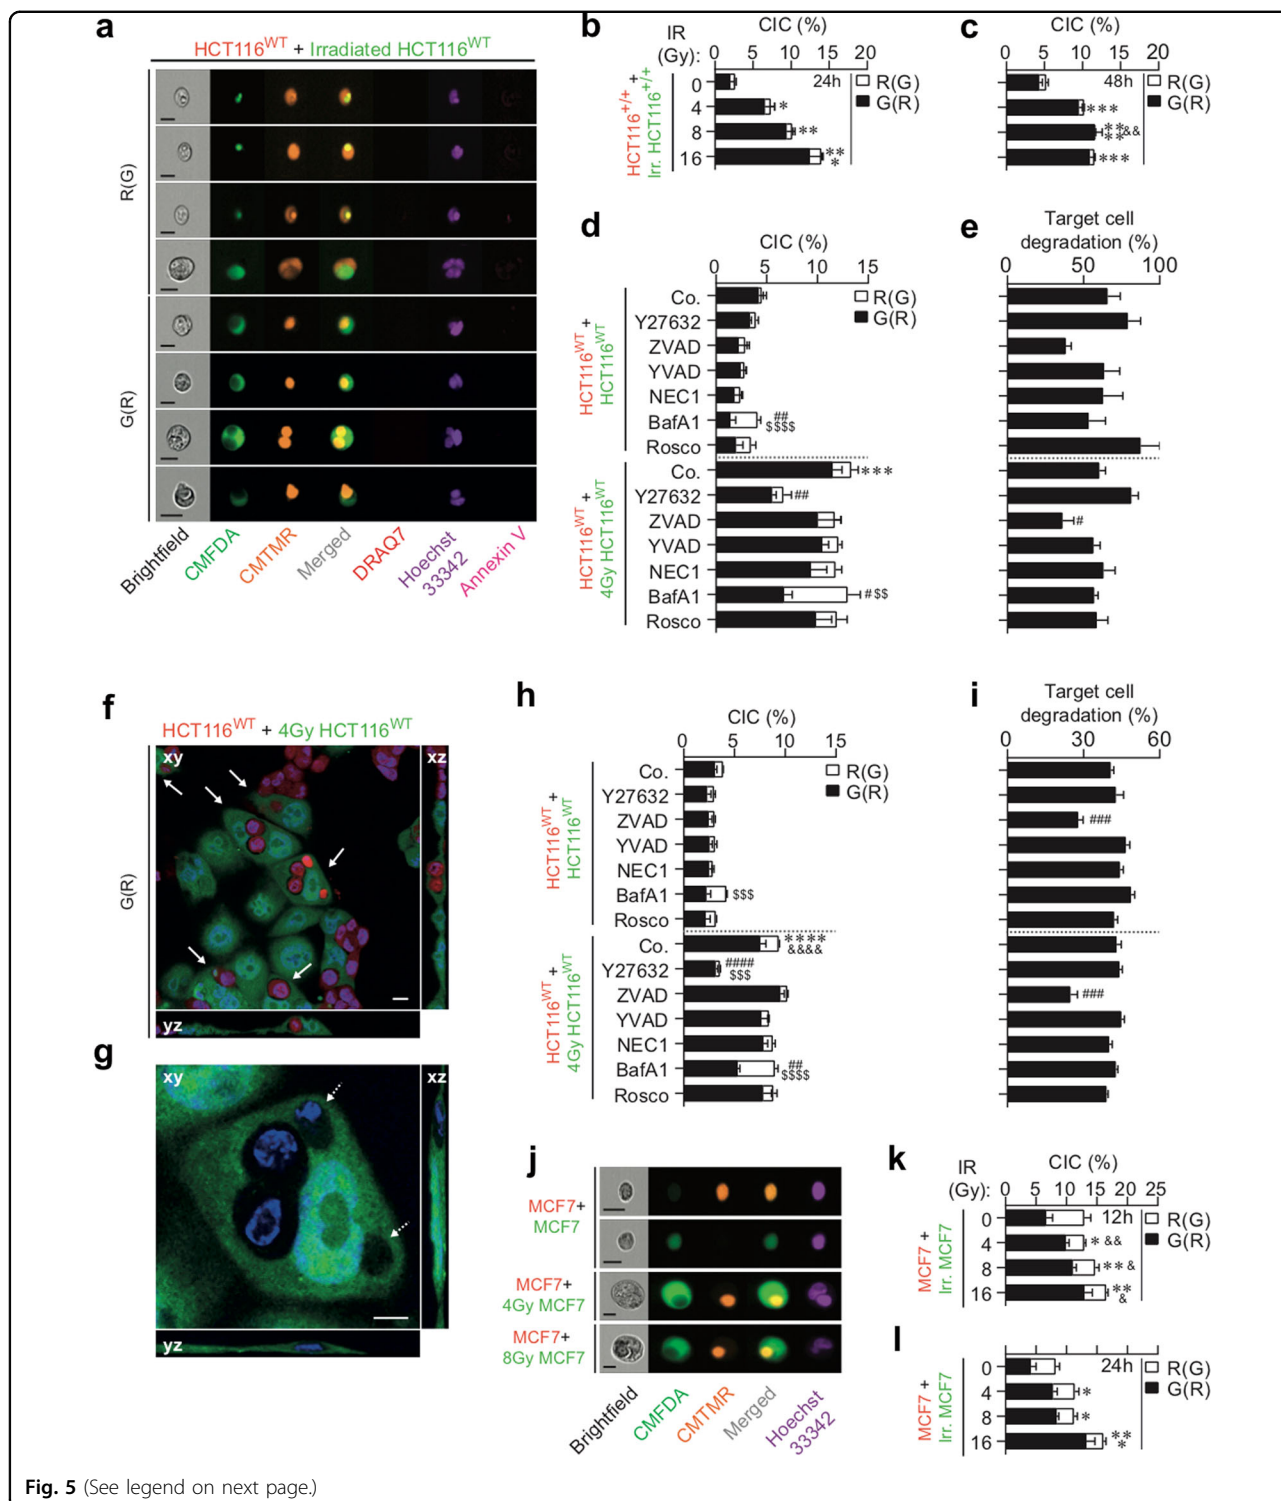 a
HCT116WT + Irradiated HCT116WT
R(G)
G(R)
Brightfield
CMFDA
CMTMR
Merged
DRAQ7
Hoechst 33342
Annexin V
b
IR (Gy):
CIC (%)
0 5 10 15 20
HCT116+/+ +
Irr. HCT116+/+
0
4
8
16
24h
R(G)
G(R)
*
**
**
*
c
CIC (%)
0 5 10 15 20
48h
R(G)
G(R)
***
**
**&&
***
d
CIC (%)
0 5 10 15
R(G)
G(R)
HCT116WT +
HCT116WT
Co.
Y27632
ZVAD
YVAD
NEC1
BafA1
##
$$$$
Rosco
HCT116WT +
4Gy HCT116WT
Co.
***
Y27632
##
ZVAD
YVAD
NEC1
BafA1
# $$
Rosco
e
Target cell
degradation (%)
0 50 100
#
f
HCT116WT + 4Gy HCT116WT
G(R)
xy
xz
yz
g
xy
xz
yz
h
CIC (%)
0 5 10 15
R(G)
G(R)
HCT116WT +
HCT116WT
Co.
Y27632
ZVAD
YVAD
NEC1
BafA1
$$$
Rosco
HCT116WT +
4Gy HCT116WT
Co.
****
&&&&
Y27632
####
$$$
ZVAD
YVAD
NEC1
BafA1
##
$$$$
Rosco
i
Target cell
degradation (%)
0 30 60
###
###
j
MCF7+
MCF7
MCF7+
4Gy MCF7
MCF7+
8Gy MCF7
Brightfield
CMFDA
CMTMR
Merged
Hoechst 33342
k
IR (Gy):
CIC (%)
0 5 10 15 20 25
MCF7 +
Irr. MCF7
0
4
8
16
12h
R(G)
G(R)
* &&
** &
**
&
l
MCF7 +
Irr. MCF7
0
4
8
16
24h
R(G)
G(R)
*
*
**
*
Fig. 5 (See legend on next page.)